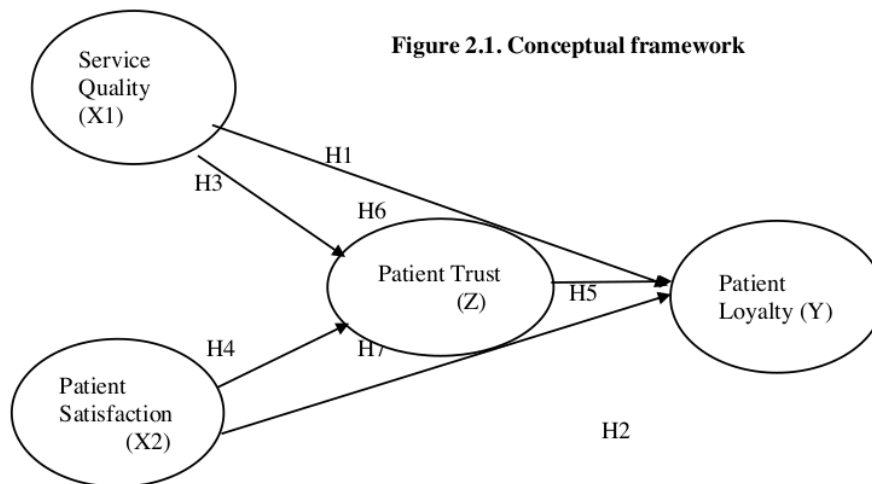 Figure 2.1. Conceptual framework
Service
Quality
(X1)
H1
H3
H6
Patient Trust
(Z)
H5
Patient
Loyalty (Y)
H4
H7
Patient
Satisfaction
(X2)
H2